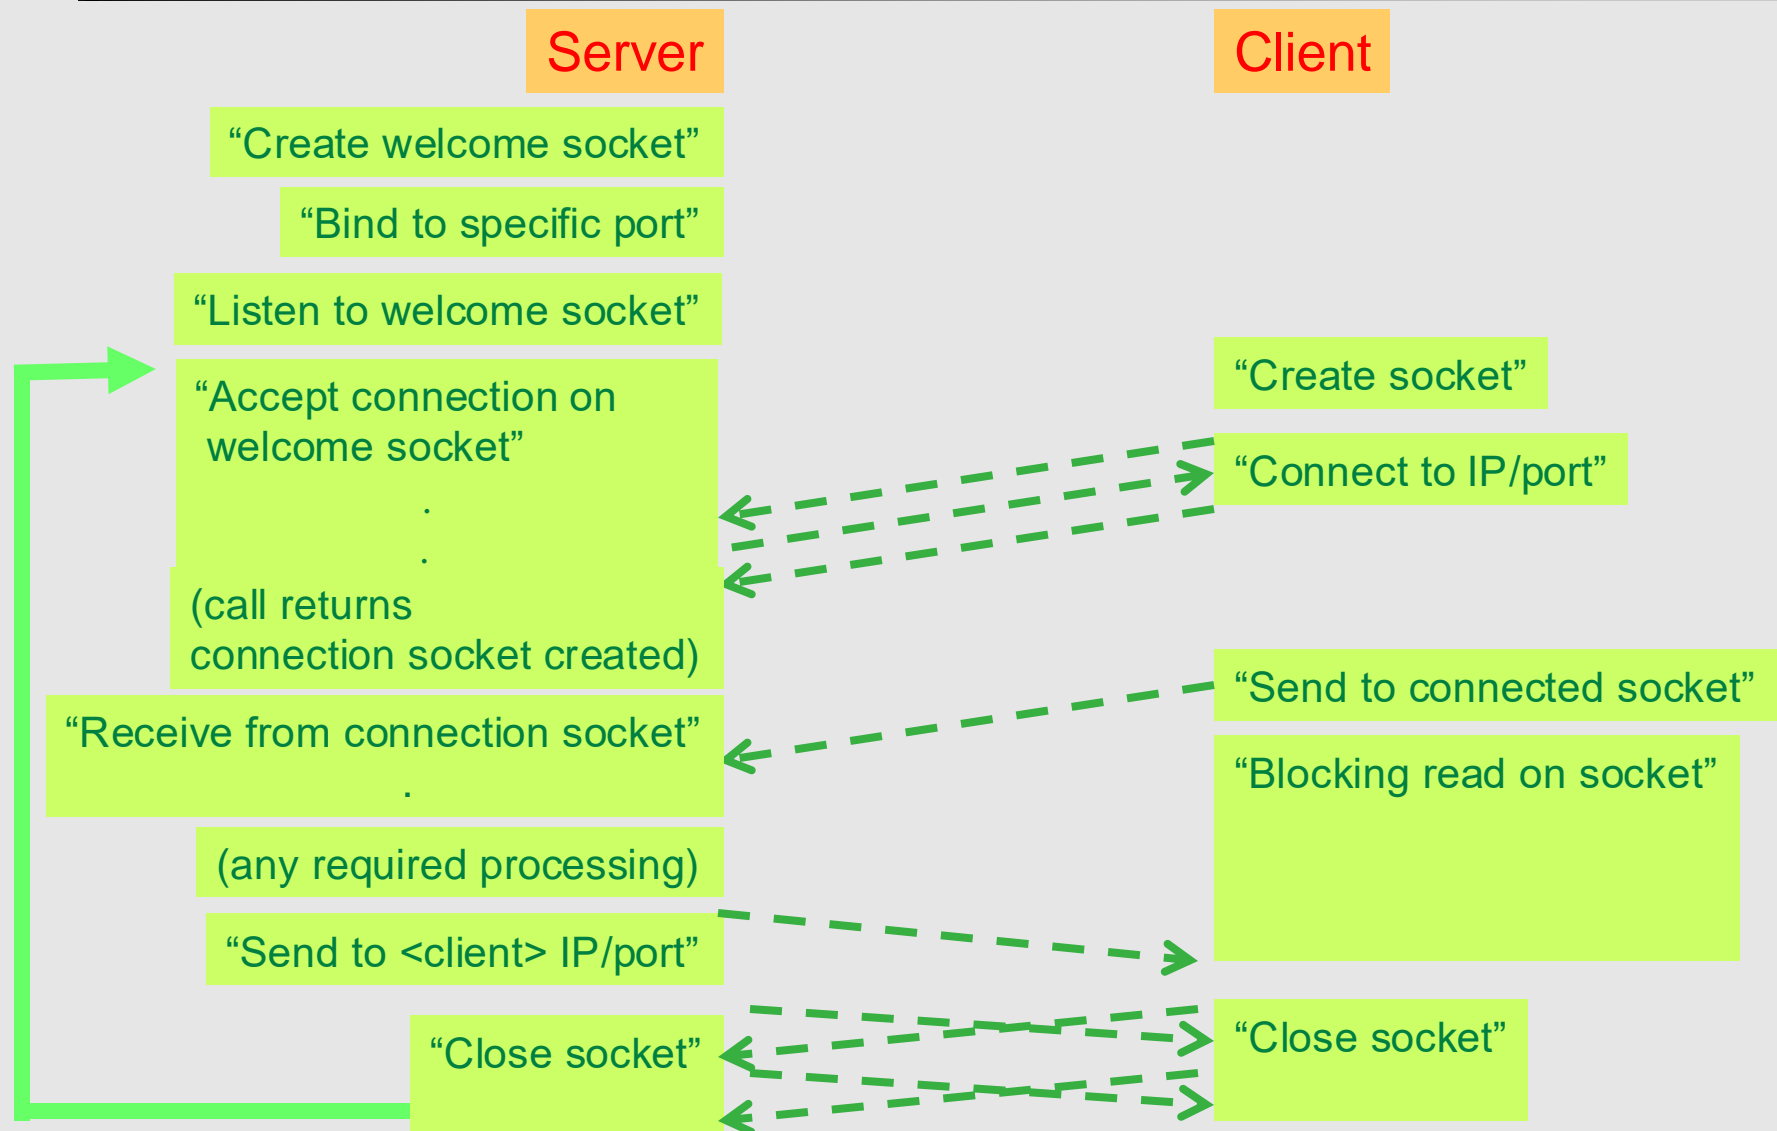 Server
“Create welcome socket”
“Bind to specific port”
“Listen to welcome socket”
“Accept connection on
welcome socket”
.
.
(call returns
connection socket created)
“Receive from connection socket”
.
(any required processing)
“Send to <client> IP/port”
“Close socket”
Client
“Create socket”
“Connect to IP/port”
“Send to connected socket”
“Blocking read on socket”
“Close socket”